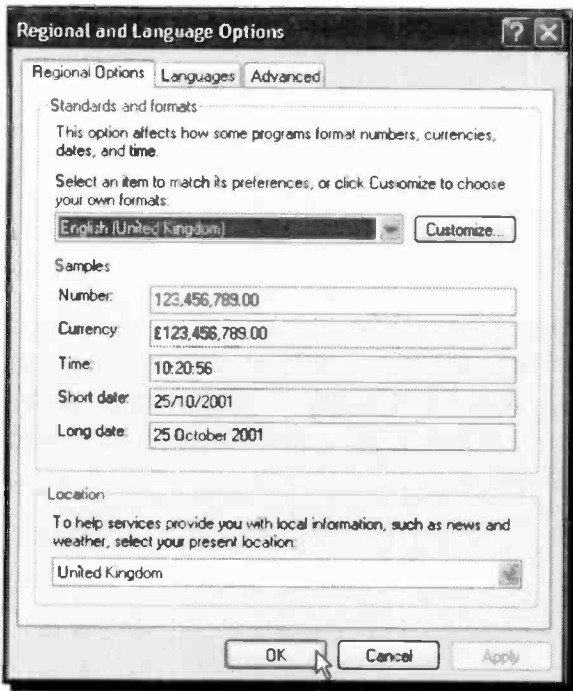 Regional and Language Options
Regional Options Languages Advanced
Standards and formats
This option affects how some programs format numbers, currencies,
dates, and time.
Select an item to match its preferences, or click Customize to choose
your own formats:
English (United Kingdom) Customize...
Samples
Number: 123,456,789.00
Currency: £123,456,789.00
Time: 10:20:56
Short date: 25/10/2001
Long date: 25 October 2001
Location
To help services provide you with local information, such as news and
weather, select your present location:
United Kingdom
OK Cancel Apply